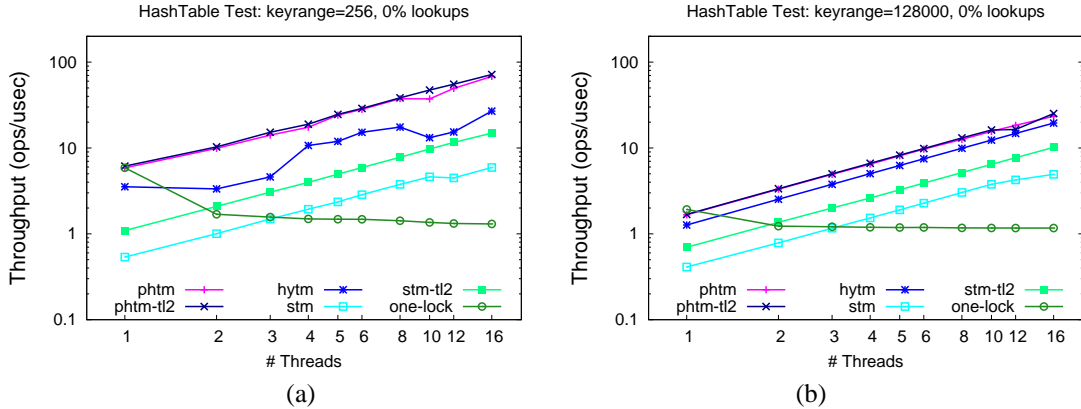 HashTable Test: keyrange=256, 0% lookups
Throughput (ops/usec)
100
10
1
0.1
phtm
phtm-tl2
hytm
stm
stm-tl2
one-lock
1 2 3 4 5 6 8 10 12 16
# Threads
(a)
HashTable Test: keyrange=128000, 0% lookups
Throughput (ops/usec)
100
10
1
0.1
phtm
phtm-tl2
hytm
stm
stm-tl2
one-lock
1 2 3 4 5 6 8 10 12 16
# Threads
(b)